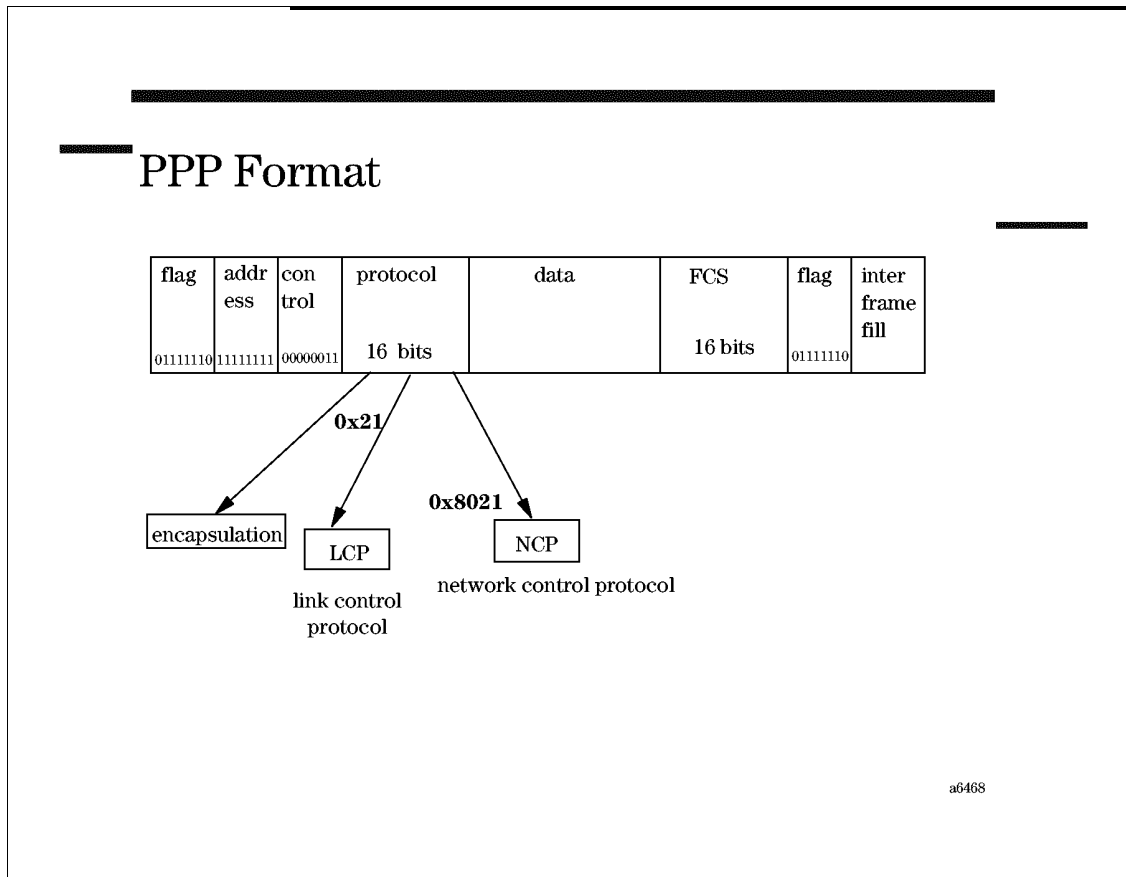 PPP Format
flag
01111110
addr
ess
11111111
con
trol
00000011
protocol
16 bits
data
FCS
16 bits
flag
01111110
inter
frame
fill
0x21
0x8021
encapsulation
LCP
link control
protocol
NCP
network control protocol
a6468